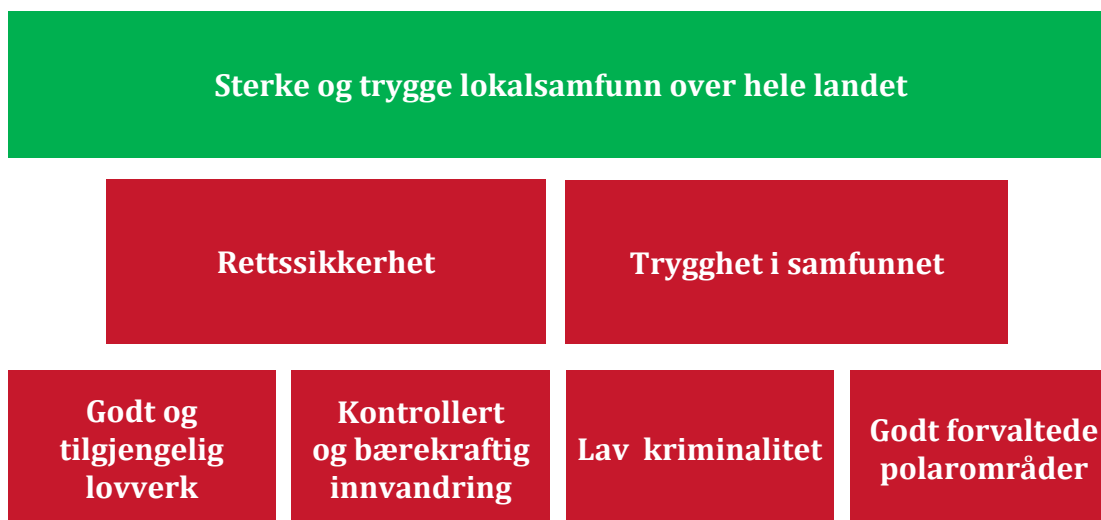 Sterke og trygge lokalsamfunn over hele landet
Rettssikkerhet
Trygghet i samfunnet
Godt og
tilgjengelig
lovverk
Kontrollert
og bærekraftig
innvandring
Lav kriminalitet
Godt forvaltede
polarområder